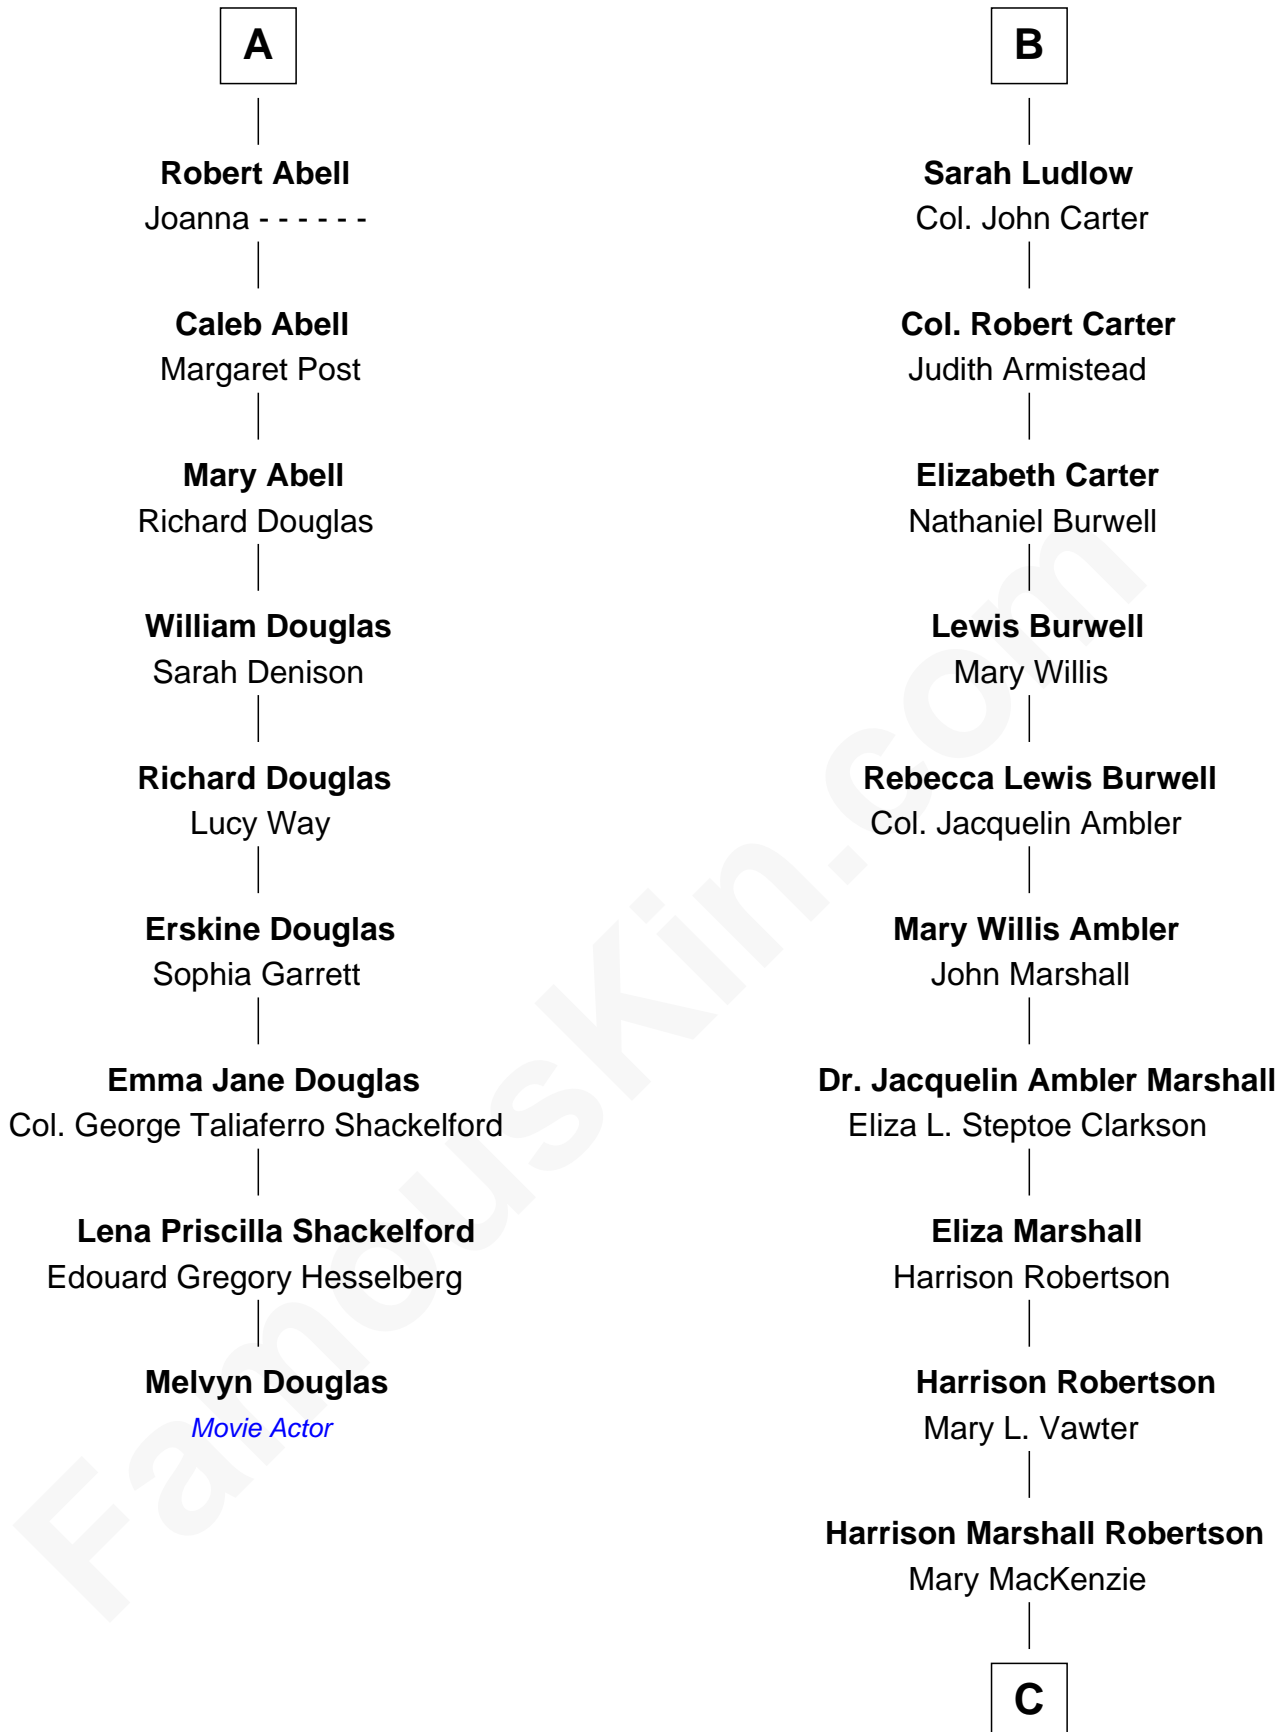 A
Robert Abell
Joanna - - - - - -
Caleb Abell
Margaret Post
Mary Abell
Richard Douglas
William Douglas
Sarah Denison
Richard Douglas
Lucy Way
Erskine Douglas
Sophia Garrett
Emma Jane Douglas
Col. George Taliaferro Shackelford
Lena Priscilla Shackelford
Edouard Gregory Hesselberg
Melvyn Douglas
Movie Actor
B
Sarah Ludlow
Col. John Carter
Col. Robert Carter
Judith Armistead
Elizabeth Carter
Nathaniel Burwell
Lewis Burwell
Mary Willis
Rebecca Lewis Burwell
Col. Jacquelin Ambler
Mary Willis Ambler
John Marshall
Dr. Jacquelin Ambler Marshall
Eliza L. Steptoe Clarkson
Eliza Marshall
Harrison Robertson
Harrison Robertson
Mary L. Vawter
Harrison Marshall Robertson
Mary MacKenzie
C
FamousKin.com